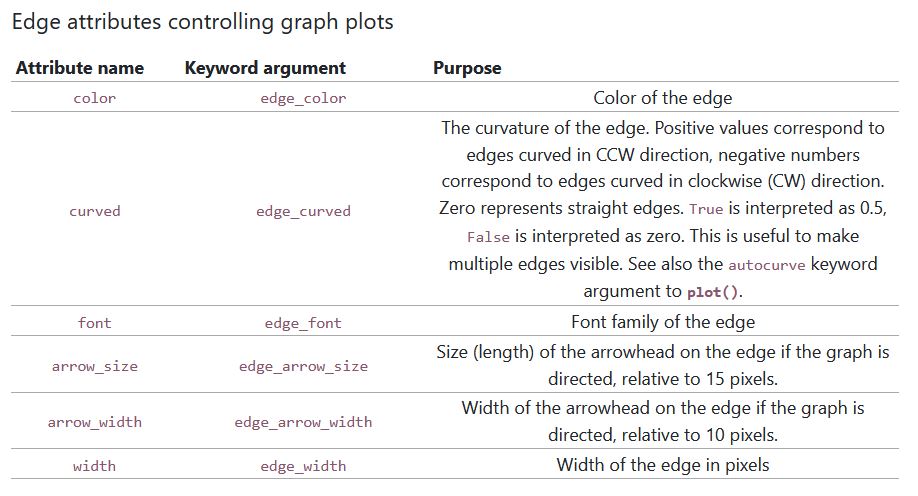 Edge attributes controlling graph plots
Attribute name Keyword argument Purpose
color edge_color Color of the edge
The curvature of the edge. Positive values correspond to
edges curved in CCW direction, negative numbers
correspond to edges curved in clockwise (CW) direction.
curved edge_curved Zero represents straight edges. True is interpreted as 0.5,
False is interpreted as zero. This is useful to make
multiple edges visible. See also the autocurve keyword
argument to plot().
font edge_font Font family of the edge
arrow_size edge_arrow_size Size (length) of the arrowhead on the edge if the graph is
directed, relative to 15 pixels.
arrow_width edge_arrow_width Width of the arrowhead on the edge if the graph is
directed, relative to 10 pixels.
width edge_width Width of the edge in pixels